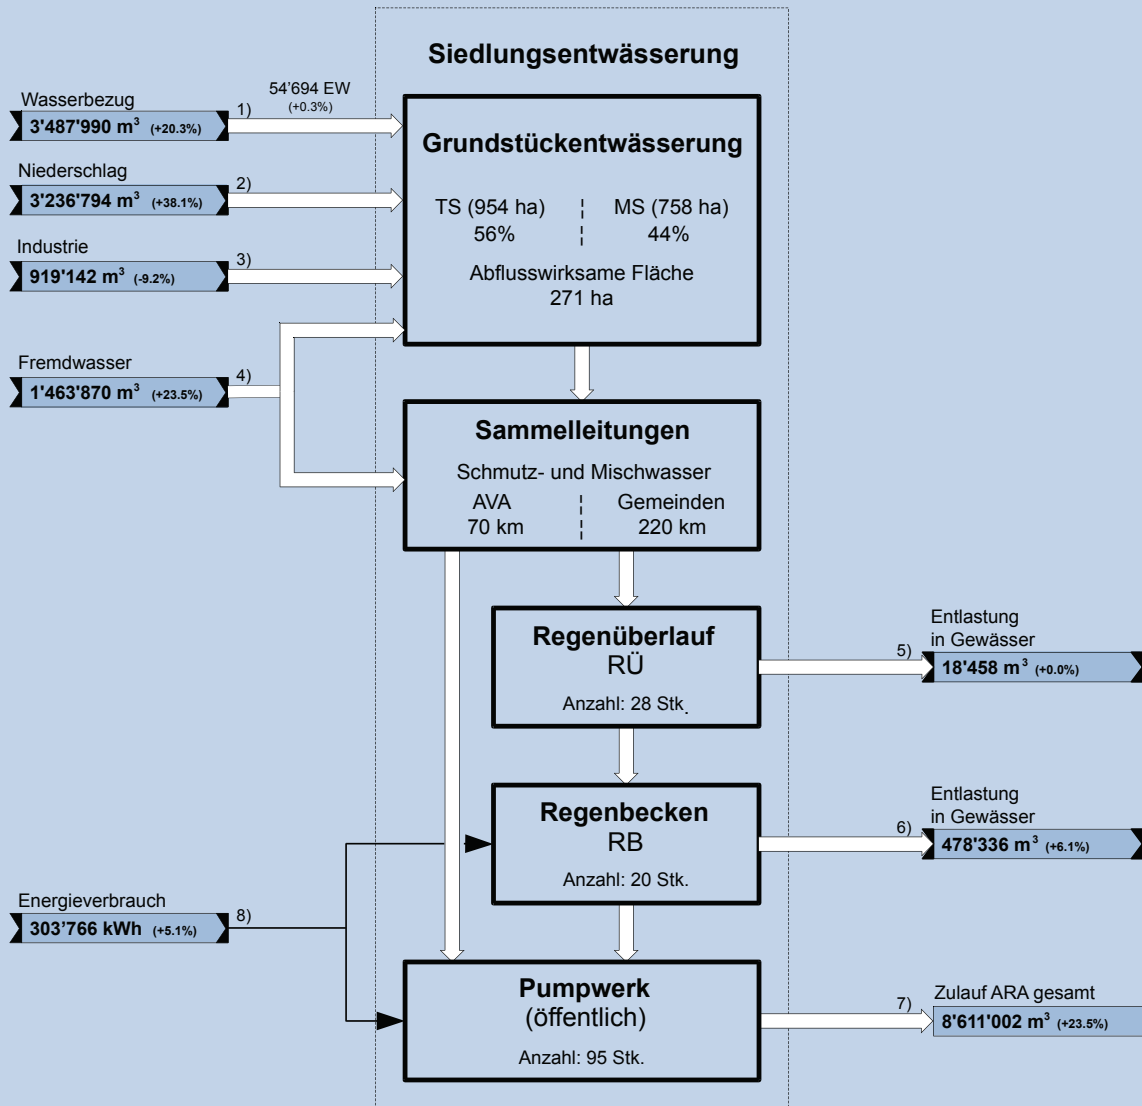 Siedlungsentwässerung
Wasserbezug
3'487'990 m³ (+20.3%)
1)
54'694 EW
(+0.3%)
Niederschlag
3'236'794 m³ (+38.1%)
2)
Industrie
919'142 m³ (-9.2%)
3)
Fremdwasser
1'463'870 m³ (+23.5%)
4)
Grundstückentwässerung
TS (954 ha) ¦ MS (758 ha)
56% ¦ 44%
Abflusswirksame Fläche
271 ha
Sammelleitungen
Schmutz- und Mischwasser
AVA ¦ Gemeinden
70 km ¦ 220 km
Regenüberlauf
RÜ
Anzahl: 28 Stk.
5)
Entlastung
in Gewässer
18'458 m³ (+0.0%)
Regenbecken
RB
Anzahl: 20 Stk.
6)
Entlastung
in Gewässer
478'336 m³ (+6.1%)
Energieverbrauch
303'766 kWh (+5.1%)
8)
Pumpwerk
(öffentlich)
Anzahl: 95 Stk.
7)
Zulauf ARA gesamt
8'611'002 m³ (+23.5%)